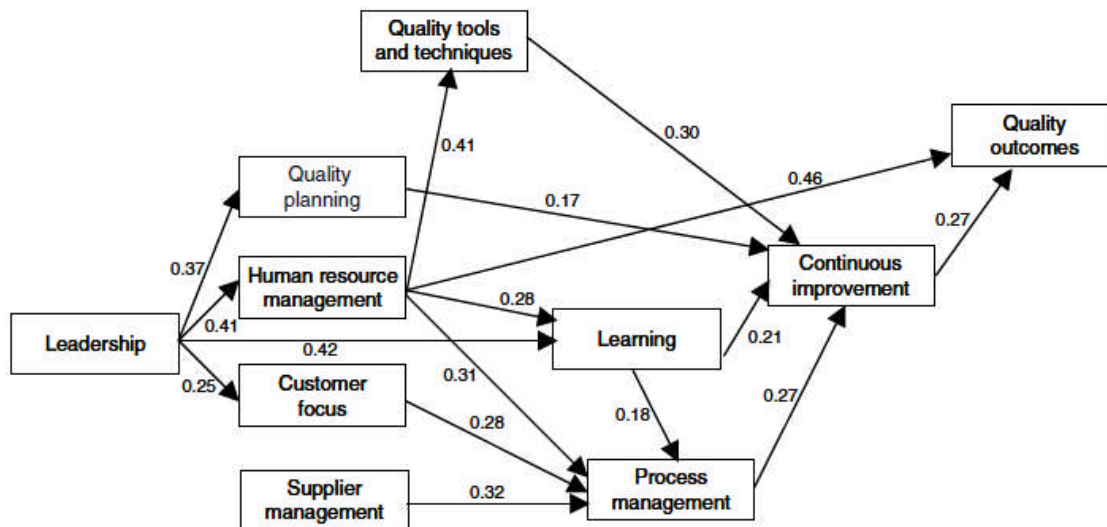 Quality tools
and techniques
0.30
Quality
outcomes
0.41
0.46
Quality
planning
0.17
0.27
0.37
Human resource
management
Continuous
improvement
0.28
Leadership
0.41
0.42
Learning
0.21
0.25
Customer
focus
0.31
0.27
0.28
0.18
Supplier
management
0.32
Process
management